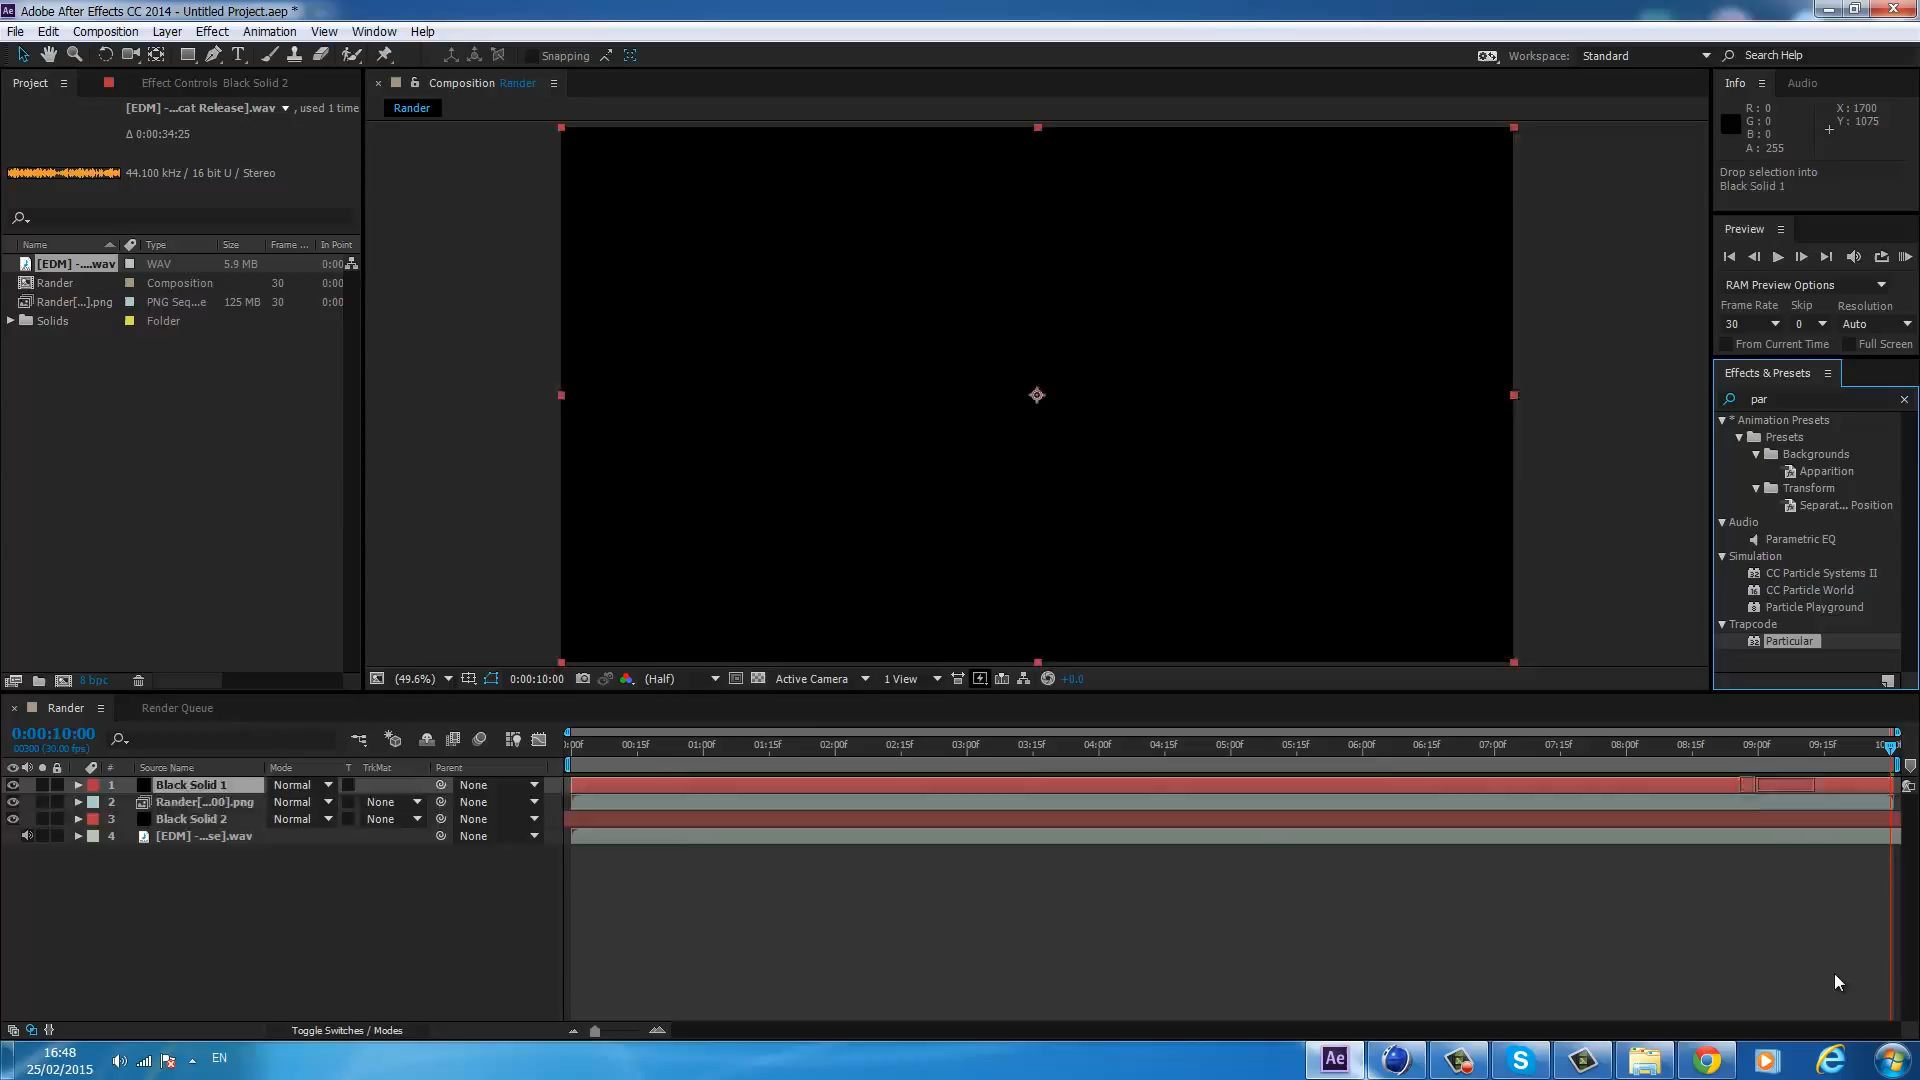 Adobe After Effects CC 2014 - Untitled Project.aep *
File Edit Composition Layer Effect Animation View Window Help
Snapping
Workspace: Standard
Search Help
Project
Effect Controls Black Solid 2
[EDM] -...cat Release].wav , used 1 time
Δ 0:00:34:25
44.100 kHz / 16 bit U / Stereo
Name Type Size Frame ... In Point
[EDM] -....wav WAV 5.9 MB 0:00
Rander Composition 30 0:00
Rander[...].png PNG Seq...e 125 MB 30 0:00
Solids Folder
8 bpc
Composition Rander
Rander
(49.6%) 0:00:10:00 (Half) Active Camera 1 View +0.0
Info Audio
R: 0 X: 1700
G: 0 Y: 1075
B: 0
A: 255
Drop selection into
Black Solid 1
Preview
RAM Preview Options
Frame Rate Skip Resolution
30 0 Auto
From Current Time Full Screen
Effects & Presets
par
* Animation Presets
Presets
Backgrounds
Apparition
Transform
Separat... Position
Audio
Parametric EQ
Simulation
CC Particle Systems II
CC Particle World
Particle Playground
Trapcode
Particular
Rander Render Queue
0:00:10:00
00300 (30.00 fps)
:00f 00:15f 01:00f 01:15f 02:00f 02:15f 03:00f 03:15f 04:00f 04:15f 05:00f 05:15f 06:00f 06:15f 07:00f 07:15f 08:00f 08:15f 09:00f 09:15f
# Source Name Mode T TrkMat Parent
1 Black Solid 1 Normal None
2 Rander[...00].png Normal None None
3 Black Solid 2 Normal None None
4 [EDM] -...se].wav None
Toggle Switches / Modes
16:48
25/02/2015
EN